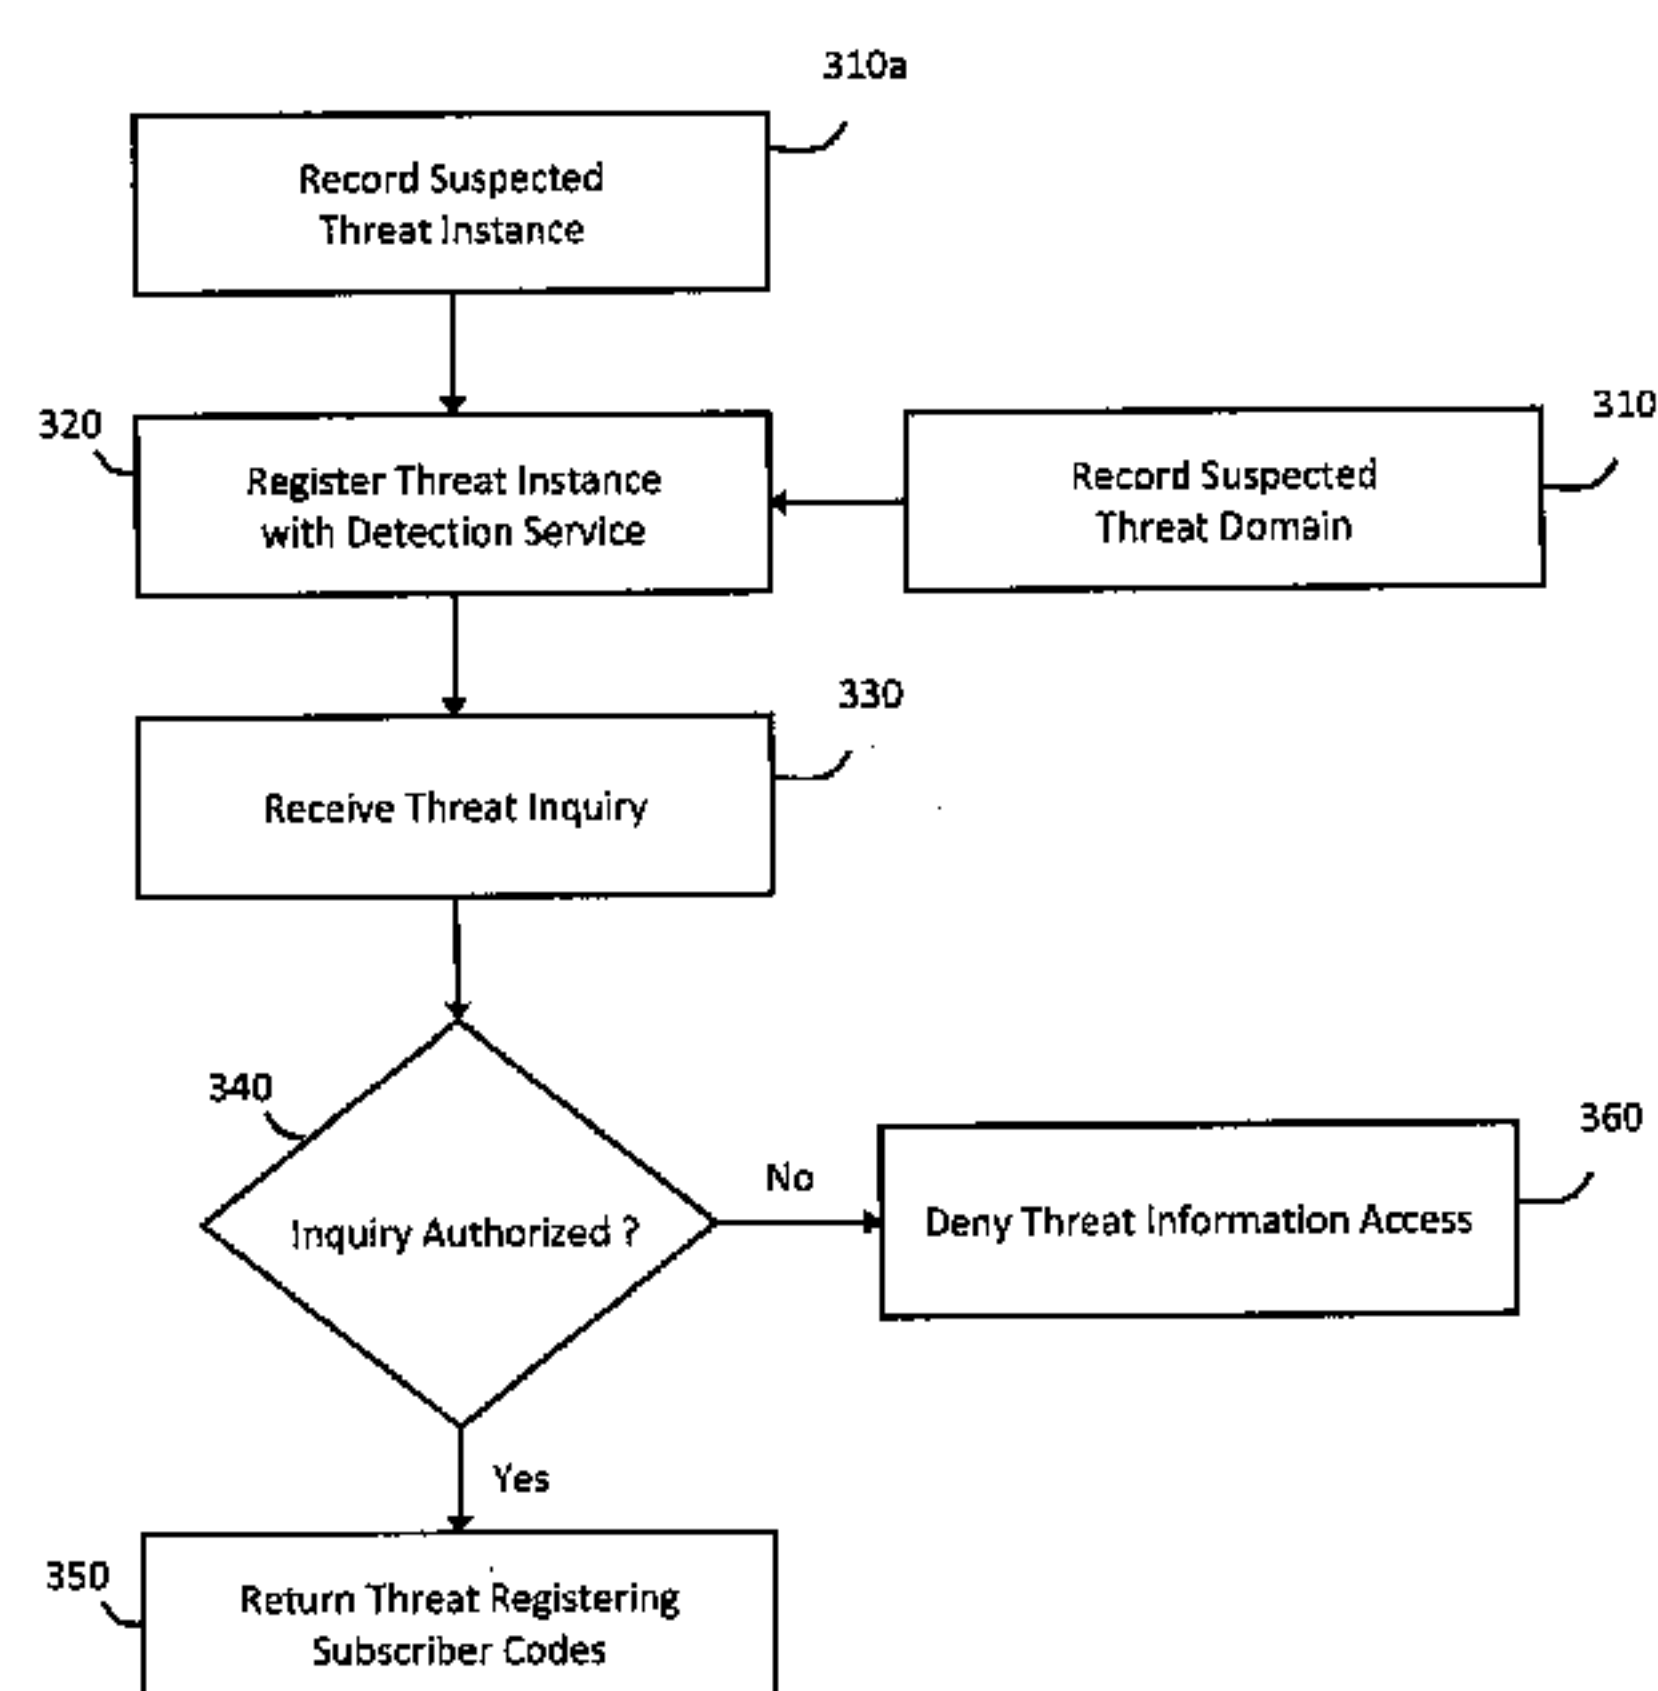 310a
Record Suspected
Threat Instance
320
Register Threat Instance
with Detection Service
310
Record Suspected
Threat Domain
330
Receive Threat Inquiry
340
Inquiry Authorized ?
No
360
Deny Threat Information Access
Yes
350
Return Threat Registering
Subscriber Codes